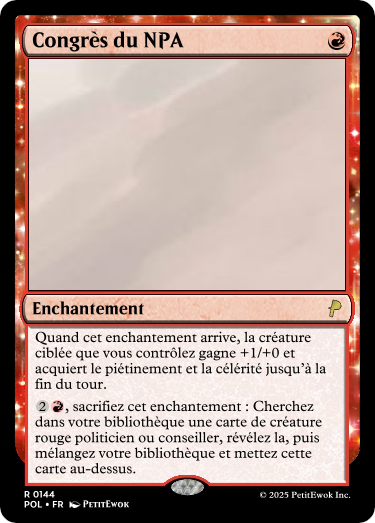 Congrès du NPA
Enchantement
Quand cet enchantement arrive, la créature
ciblée que vous contrôlez gagne +1/+0 et
acquiert le piétinement et la célérité jusqu'à la
fin du tour.
2, sacrifiez cet enchantement : Cherchez
dans votre bibliothèque une carte de créature
rouge politicien ou conseiller, révélez la, puis
mélangez votre bibliothèque et mettez cette
carte au-dessus.
R 0144
POL • FR PetitEwok
© 2025 PetitEwok Inc.